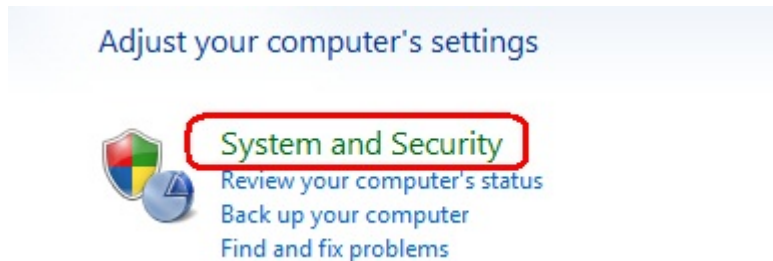 Adjust your computer's settings
System and Security
Review your computer's status
Back up your computer
Find and fix problems